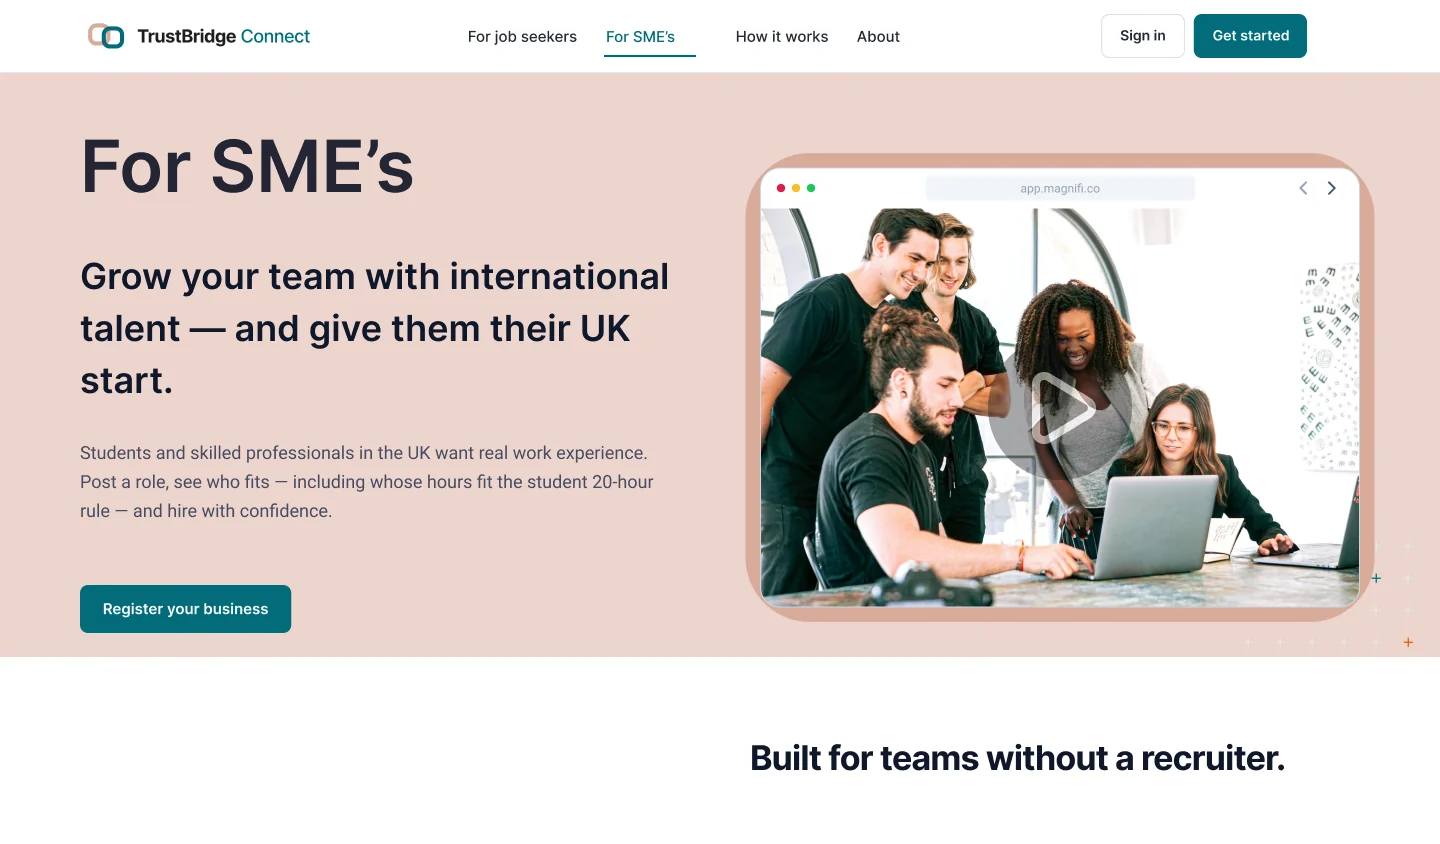 TrustBridge Connect
For job seekers
For SME’s
How it works
About
Sign in
Get started
For SME’s
Grow your team with international
talent — and give them their UK
start.
Students and skilled professionals in the UK want real work experience.
Post a role, see who fits — including whose hours fit the student 20-hour
rule — and hire with confidence.
Register your business
app.magnifi.co
Built for teams without a recruiter.